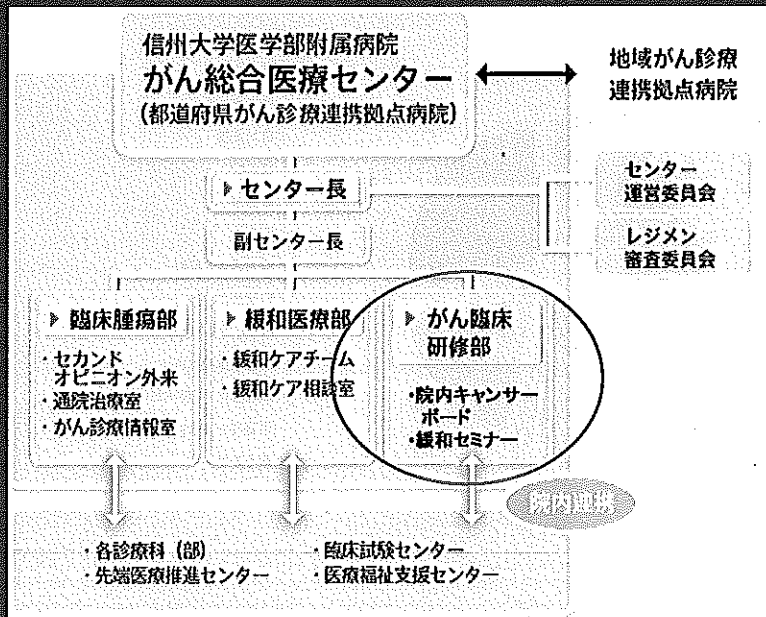 信州大学医学部附属病院
がん総合医療センター
(都道府県がん診療連携拠点病院)
地域がん診療
連携拠点病院
センター長
副センター長
センター
運営委員会
レジメン
審査委員会
臨床腫瘍部
・セカンド
オピニオン外来
・通院治療室
・がん診療情報室
緩和医療部
・緩和ケアチーム
・緩和ケア相談室
がん臨床
研修部
・院内キャンサー
ボード
・緩和セミナー
院内連携
・各診療科(部)
・先端医療推進センター
・臨床試験センター
・医療福祉支援センター